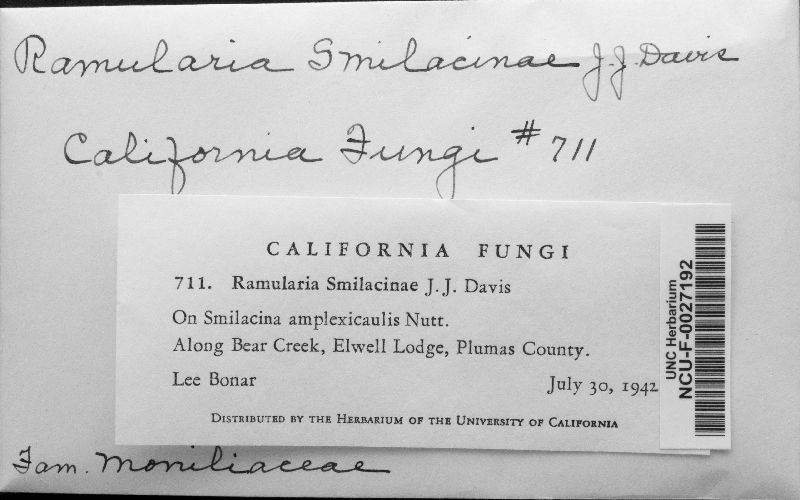 Ramularia Smilacinae J.J. Davis
California Fungi #711
CALIFORNIA FUNGI
711. Ramularia Smilacinae J. J. Davis
On Smilacina amplexicaulis Nutt.
Along Bear Creek, Elwell Lodge, Plumas County.
Lee Bonar July 30, 1942
DISTRIBUTED BY THE HERBARIUM OF THE UNIVERSITY OF CALIFORNIA
UNC Herbarium
NCU-F-0027192
Fam. Moniliaceae